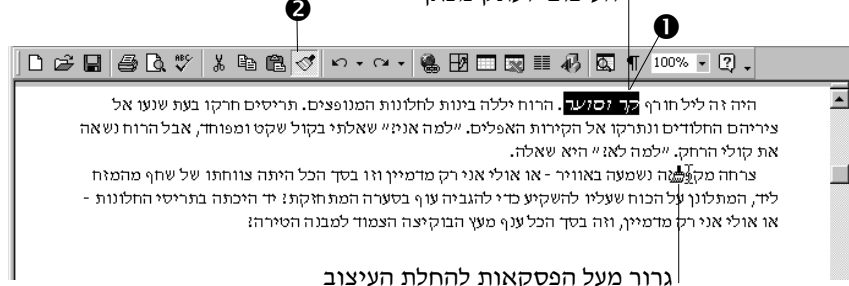 2
1
ABC
100%
היה זה ליל חורף קר וסוער. הרוח יללה בינות לחלונות המנופצים. תריסים חרקו בעת שנעו אל
ציריהם החלודים ונתרקו אל הקירות האפלים. "למה אני?" שאלתי בקול שקט ומפוחד, אבל הרוח נשאה
את קולי הרחק. "למה לא?" היא שאלה.
צרחה נשמעה באוויר - או אולי אני רק מדמיין וזו בסך הכל היתה צווחתו של שחף מהמזח
ליד, המתלונן על הכוח שעליו להשקיע כדי להגביה עוף בסערה המתחזקת? יד היכתה בתריסי החלונות -
או אולי אני רק מדמיין, וזה בסך הכל ענף מעץ הבוקיצה הצמוד למבנה הטירה?
גרור מעל הפסקאות להחלת העיצוב